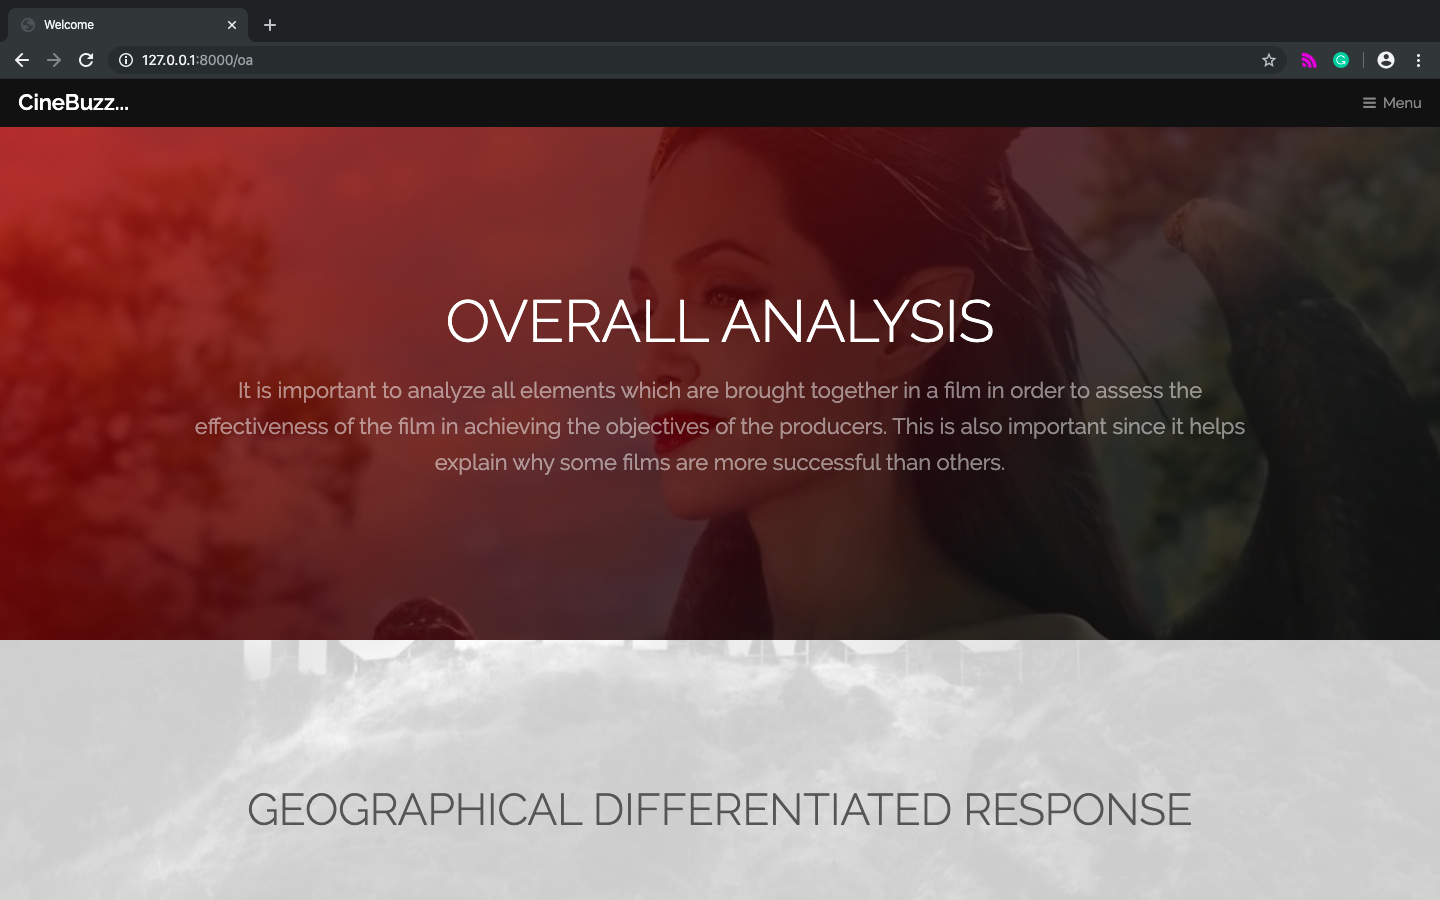 Welcome
127.0.0.1:8000/oa
CineBuzz...
Menu
OVERALL ANALYSIS
It is important to analyze all elements which are brought together in a film in order to assess the
effectiveness of the film in achieving the objectives of the producers. This is also important since it helps
explain why some films are more successful than others.
GEOGRAPHICAL DIFFERENTIATED RESPONSE